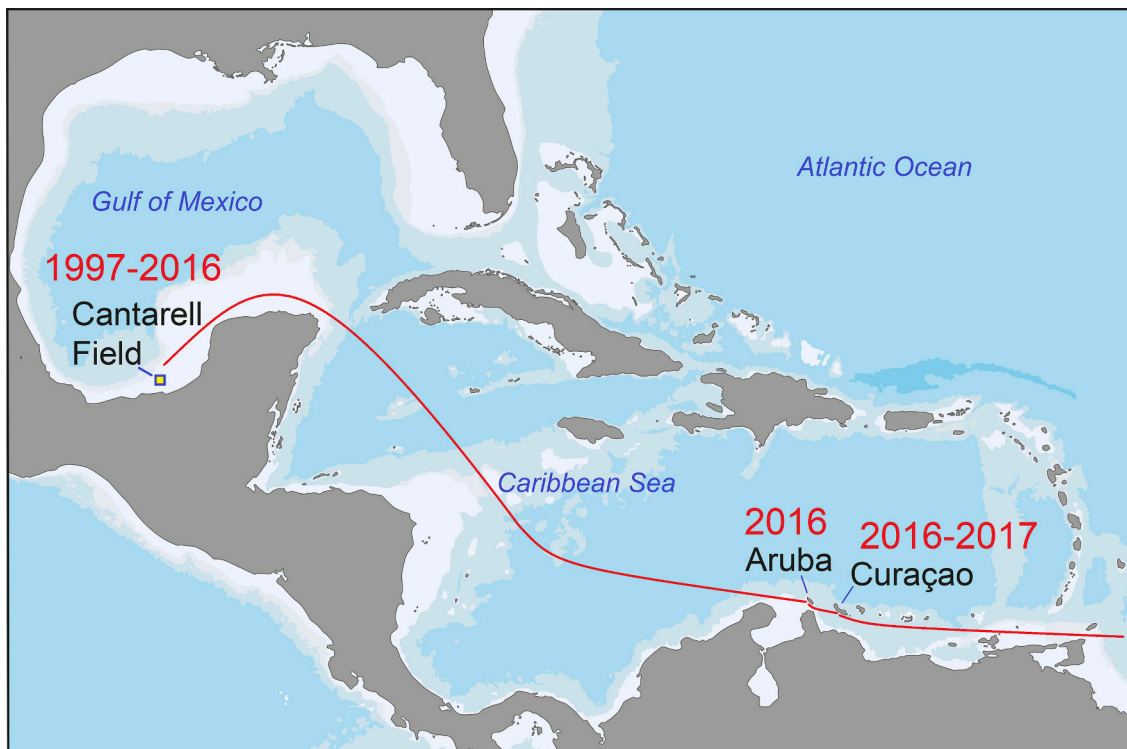 Atlantic Ocean
Gulf of Mexico
1997-2016
Cantarell
Field
Caribbean Sea
2016
Aruba
2016-2017
Curaçao